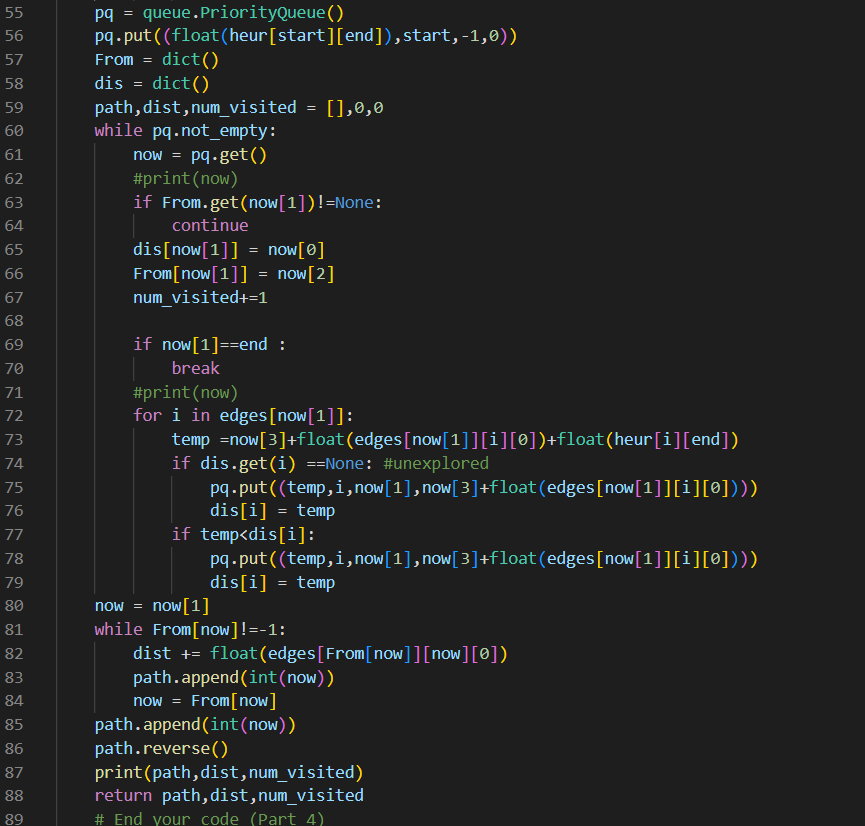 55 pq = queue.PriorityQueue()
56 pq.put((float(heur[start][end]),start,-1,0))
57 From = dict()
58 dis = dict()
59 path,dist,num_visited = [],0,0
60 while pq.not_empty:
61 now = pq.get()
62 #print(now)
63 if From.get(now[1])!=None:
64 continue
65 dis[now[1]] = now[0]
66 From[now[1]] = now[2]
67 num_visited+=1
68
69 if now[1]==end :
70 break
71 #print(now)
72 for i in edges[now[1]]:
73 temp =now[3]+float(edges[now[1]][i][0])+float(heur[i][end])
74 if dis.get(i) ==None: #unexplored
75 pq.put((temp,i,now[1],now[3]+float(edges[now[1]][i][0])))
76 dis[i] = temp
77 if temp<dis[i]:
78 pq.put((temp,i,now[1],now[3]+float(edges[now[1]][i][0])))
79 dis[i] = temp
80 now = now[1]
81 while From[now]!=-1:
82 dist += float(edges[From[now]][now][0])
83 path.append(int(now))
84 now = From[now]
85 path.append(int(now))
86 path.reverse()
87 print(path,dist,num_visited)
88 return path,dist,num_visited
89 # End your code (Part 4)